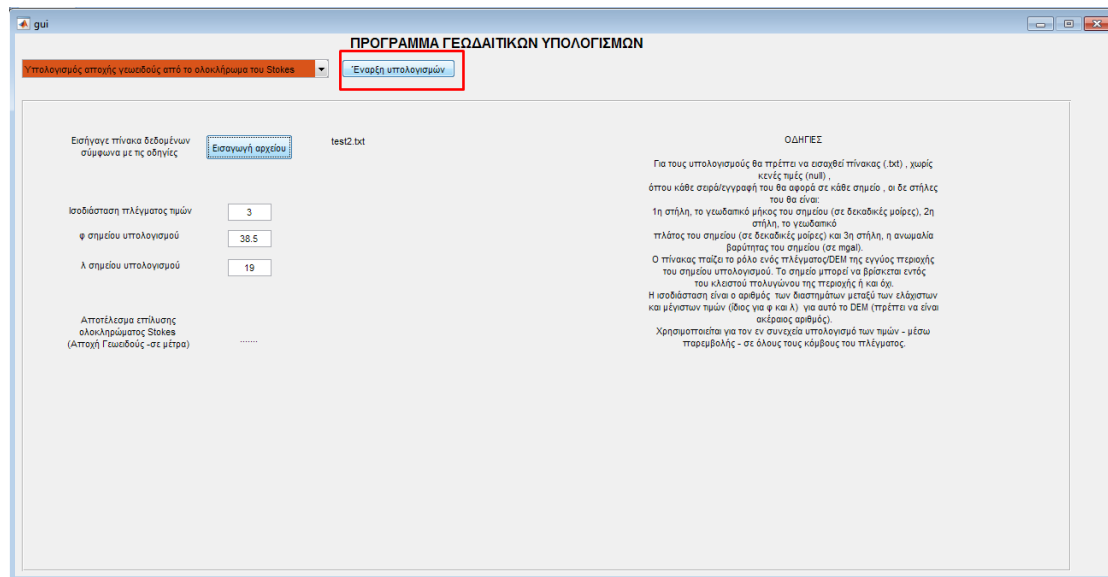 gui
ΠΡΟΓΡΑΜΜΑ ΓΕΩΔΑΙΤΙΚΩΝ ΥΠΟΛΟΓΙΣΜΩΝ
Υπολογισμός αποχής γεωειδούς από το ολοκλήρωμα του Stokes
Έναρξη υπολογισμών
Εισήγαγε πίνακα δεδομένων
σύμφωνα με τις οδηγίες
Εισαγωγή αρχείου
test2.txt
Ισοδιάσταση πλέγματος τιμών
3
φ σημείου υπολογισμού
38.5
λ σημείου υπολογισμού
19
Αποτέλεσμα επίλυσης
ολοκληρώματος Stokes
(Αποχή Γεωειδούς -σε μέτρα)
.......
ΟΔΗΓΙΕΣ
Για τους υπολογισμούς θα πρέπει να εισαχθεί πίνακας (.txt) , χωρίς
κενές τιμές (null) ,
όπου κάθε σειρά/εγγραφή του θα αφορά σε κάθε σημείο , οι δε στήλες
του θα είναι:
1η στήλη, το γεωδαιτικό μήκος του σημείου (σε δεκαδικές μοίρες), 2η
στήλη, το γεωδαιτικό
πλάτος του σημείου (σε δεκαδικές μοίρες) και 3η στήλη, η ανωμαλία
βαρύτητας του σημείου (σε mgal).
Ο πίνακας παίζει το ρόλο ενός πλέγματος/DEM της εγγύος περιοχής
του σημείου υπολογισμού. Το σημείο μπορεί να βρίσκεται εντός
του κλειστού πολυγώνου της περιοχής ή και όχι.
Η ισοδιάσταση είναι ο αριθμός των διαστημάτων μεταξύ των ελάχιστων
και μέγιστων τιμών (ίδιος για φ και λ) για αυτό το DEM (πρέπει να είναι
ακέραιος αριθμός).
Χρησιμοποιείται για τον εν συνεχεία υπολογισμό των τιμών - μέσω
παρεμβολής - σε όλους τους κόμβους του πλέγματος.